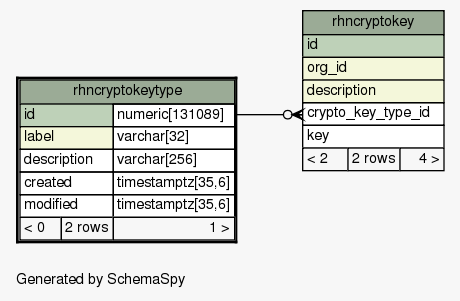 rhncryptokey
id
org_id
description
crypto_key_type_id
key
< 2 2 rows 4 >
rhncryptokeytype
id numeric[131089]
label varchar[32]
description varchar[256]
created timestamptz[35,6]
modified timestamptz[35,6]
< 0 2 rows 1 >
Generated by SchemaSpy